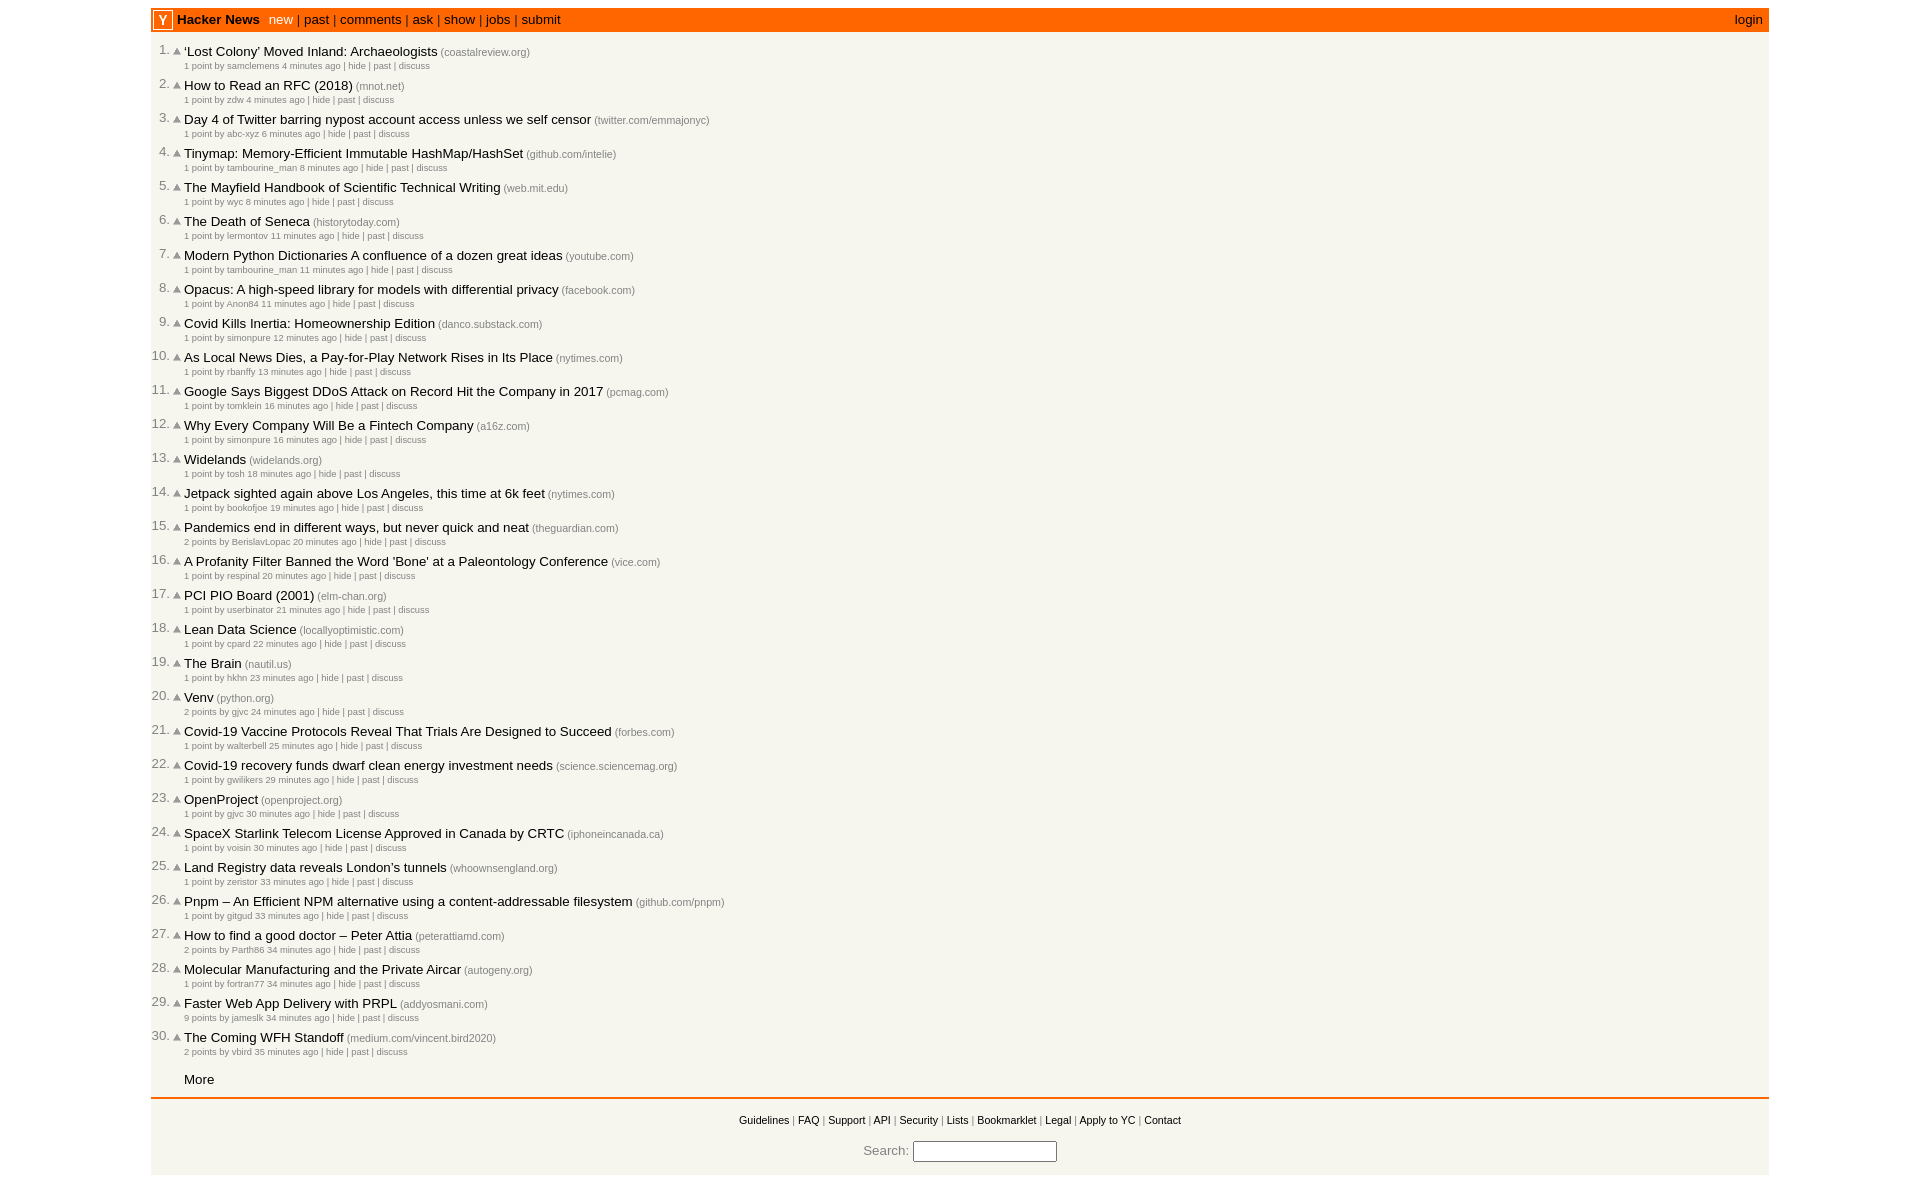 Y Hacker News new | past | comments | ask | show | jobs | submit login
1. ‘Lost Colony’ Moved Inland: Archaeologists (coastalreview.org)
1 point by samclemens 4 minutes ago | hide | past | discuss
2. How to Read an RFC (2018) (mnot.net)
1 point by zdw 4 minutes ago | hide | past | discuss
3. Day 4 of Twitter barring nypost account access unless we self censor (twitter.com/emmajonyc)
1 point by abc-xyz 6 minutes ago | hide | past | discuss
4. Tinymap: Memory-Efficient Immutable HashMap/HashSet (github.com/intelie)
1 point by tambourine_man 8 minutes ago | hide | past | discuss
5. The Mayfield Handbook of Scientific Technical Writing (web.mit.edu)
1 point by wyc 8 minutes ago | hide | past | discuss
6. The Death of Seneca (historytoday.com)
1 point by lermontov 11 minutes ago | hide | past | discuss
7. Modern Python Dictionaries A confluence of a dozen great ideas (youtube.com)
1 point by tambourine_man 11 minutes ago | hide | past | discuss
8. Opacus: A high-speed library for models with differential privacy (facebook.com)
1 point by Anon84 11 minutes ago | hide | past | discuss
9. Covid Kills Inertia: Homeownership Edition (danco.substack.com)
1 point by simonpure 12 minutes ago | hide | past | discuss
10. As Local News Dies, a Pay-for-Play Network Rises in Its Place (nytimes.com)
1 point by rbanffy 13 minutes ago | hide | past | discuss
11. Google Says Biggest DDoS Attack on Record Hit the Company in 2017 (pcmag.com)
1 point by tomklein 16 minutes ago | hide | past | discuss
12. Why Every Company Will Be a Fintech Company (a16z.com)
1 point by simonpure 16 minutes ago | hide | past | discuss
13. Widelands (widelands.org)
1 point by tosh 18 minutes ago | hide | past | discuss
14. Jetpack sighted again above Los Angeles, this time at 6k feet (nytimes.com)
1 point by bookofjoe 19 minutes ago | hide | past | discuss
15. Pandemics end in different ways, but never quick and neat (theguardian.com)
2 points by BerislavLopac 20 minutes ago | hide | past | discuss
16. A Profanity Filter Banned the Word 'Bone' at a Paleontology Conference (vice.com)
1 point by respinal 20 minutes ago | hide | past | discuss
17. PCI PIO Board (2001) (elm-chan.org)
1 point by userbinator 21 minutes ago | hide | past | discuss
18. Lean Data Science (locallyoptimistic.com)
1 point by cpard 22 minutes ago | hide | past | discuss
19. The Brain (nautil.us)
1 point by hkhn 23 minutes ago | hide | past | discuss
20. Venv (python.org)
2 points by gjvc 24 minutes ago | hide | past | discuss
21. Covid-19 Vaccine Protocols Reveal That Trials Are Designed to Succeed (forbes.com)
1 point by walterbell 25 minutes ago | hide | past | discuss
22. Covid-19 recovery funds dwarf clean energy investment needs (science.sciencemag.org)
1 point by gwilikers 29 minutes ago | hide | past | discuss
23. OpenProject (openproject.org)
1 point by gjvc 30 minutes ago | hide | past | discuss
24. SpaceX Starlink Telecom License Approved in Canada by CRTC (iphoneincanada.ca)
1 point by voisin 30 minutes ago | hide | past | discuss
25. Land Registry data reveals London’s tunnels (whoownsengland.org)
1 point by zeristor 33 minutes ago | hide | past | discuss
26. Pnpm – An Efficient NPM alternative using a content-addressable filesystem (github.com/pnpm)
1 point by gitgud 33 minutes ago | hide | past | discuss
27. How to find a good doctor – Peter Attia (peterattiamd.com)
2 points by Parth86 34 minutes ago | hide | past | discuss
28. Molecular Manufacturing and the Private Aircar (autogeny.org)
1 point by fortran77 34 minutes ago | hide | past | discuss
29. Faster Web App Delivery with PRPL (addyosmani.com)
9 points by jameslk 34 minutes ago | hide | past | discuss
30. The Coming WFH Standoff (medium.com/vincent.bird2020)
2 points by vbird 35 minutes ago | hide | past | discuss
More
Guidelines | FAQ | Support | API | Security | Lists | Bookmarklet | Legal | Apply to YC | Contact
Search: